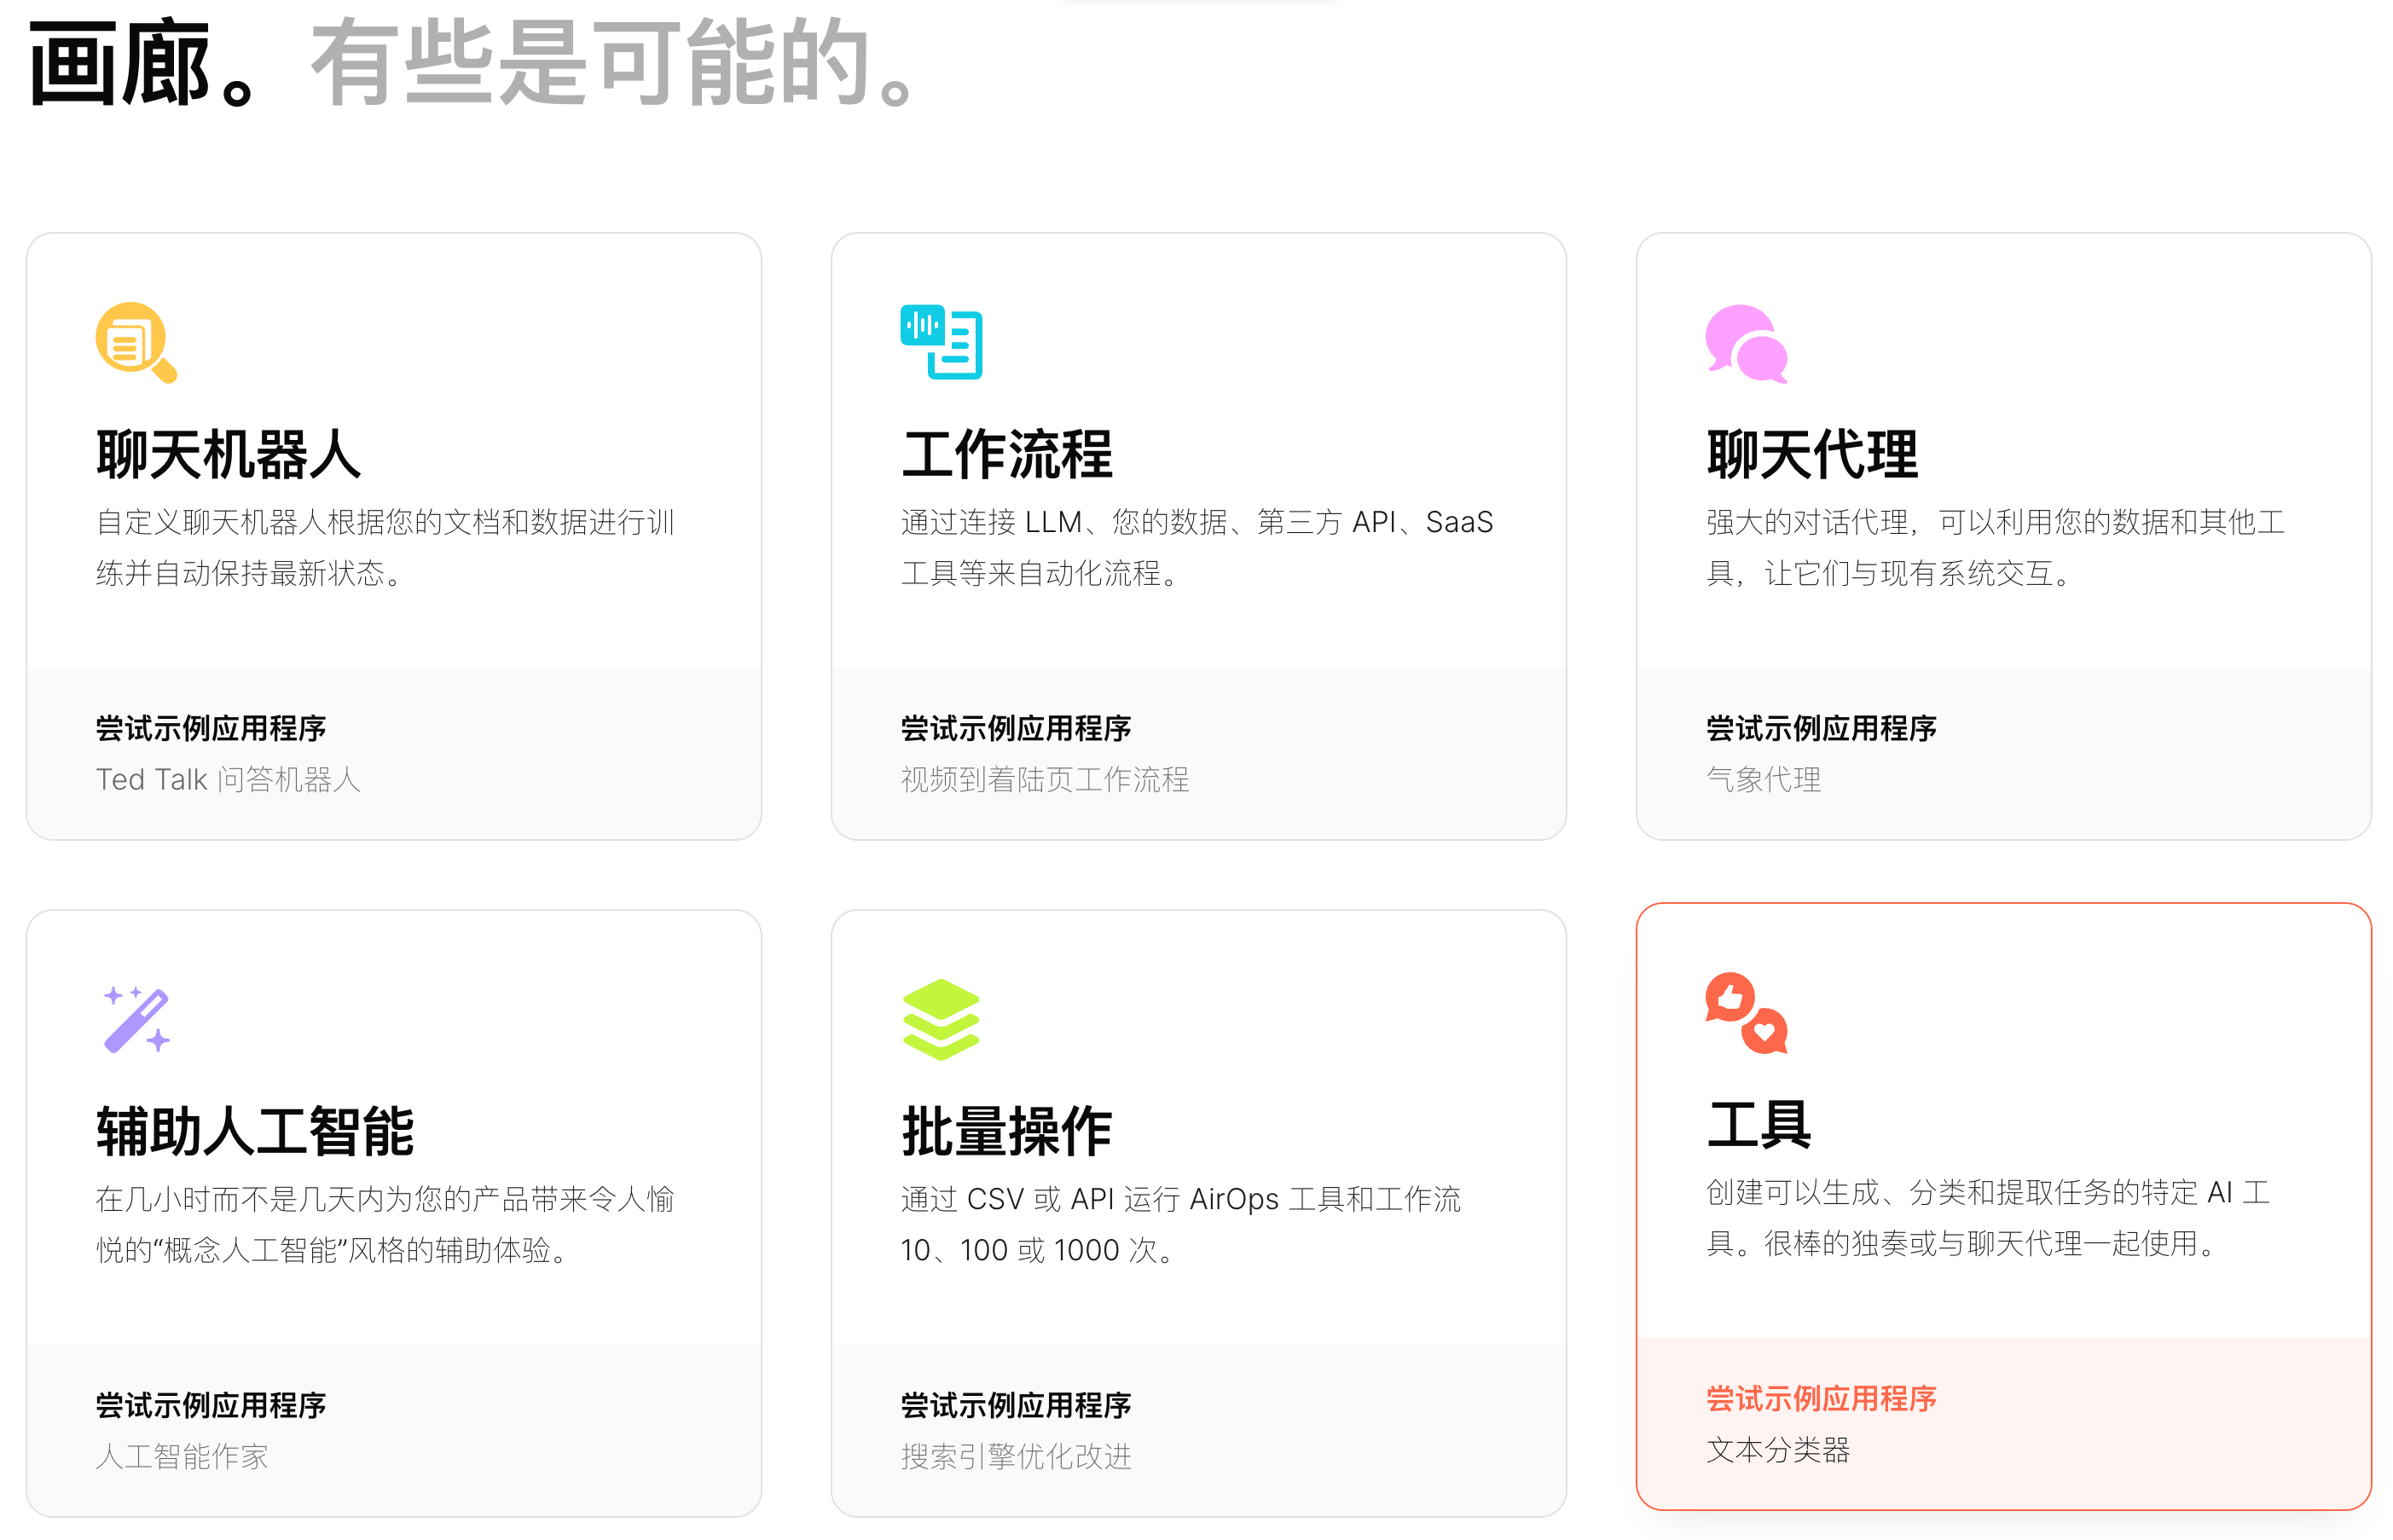 画廊。有些是可能的。
聊天机器人
自定义聊天机器人根据您的文档和数据进行训
练并自动保持最新状态。
尝试示例应用程序
Ted Talk 问答机器人
工作流程
通过连接 LLM、您的数据、第三方 API、SaaS
工具等来自动化流程。
尝试示例应用程序
视频到着陆页工作流程
聊天代理
强大的对话代理，可以利用您的数据和其他工
具，让它们与现有系统交互。
尝试示例应用程序
气象代理
辅助人工智能
在几小时而不是几天内为您的产品带来令人愉
悦的“概念人工智能”风格的辅助体验。
尝试示例应用程序
人工智能作家
批量操作
通过 CSV 或 API 运行 AirOps 工具和工作流
10、100 或 1000 次。
尝试示例应用程序
搜索引擎优化改进
工具
创建可以生成、分类和提取任务的特定 AI 工
具。很棒的独奏或与聊天代理一起使用。
尝试示例应用程序
文本分类器